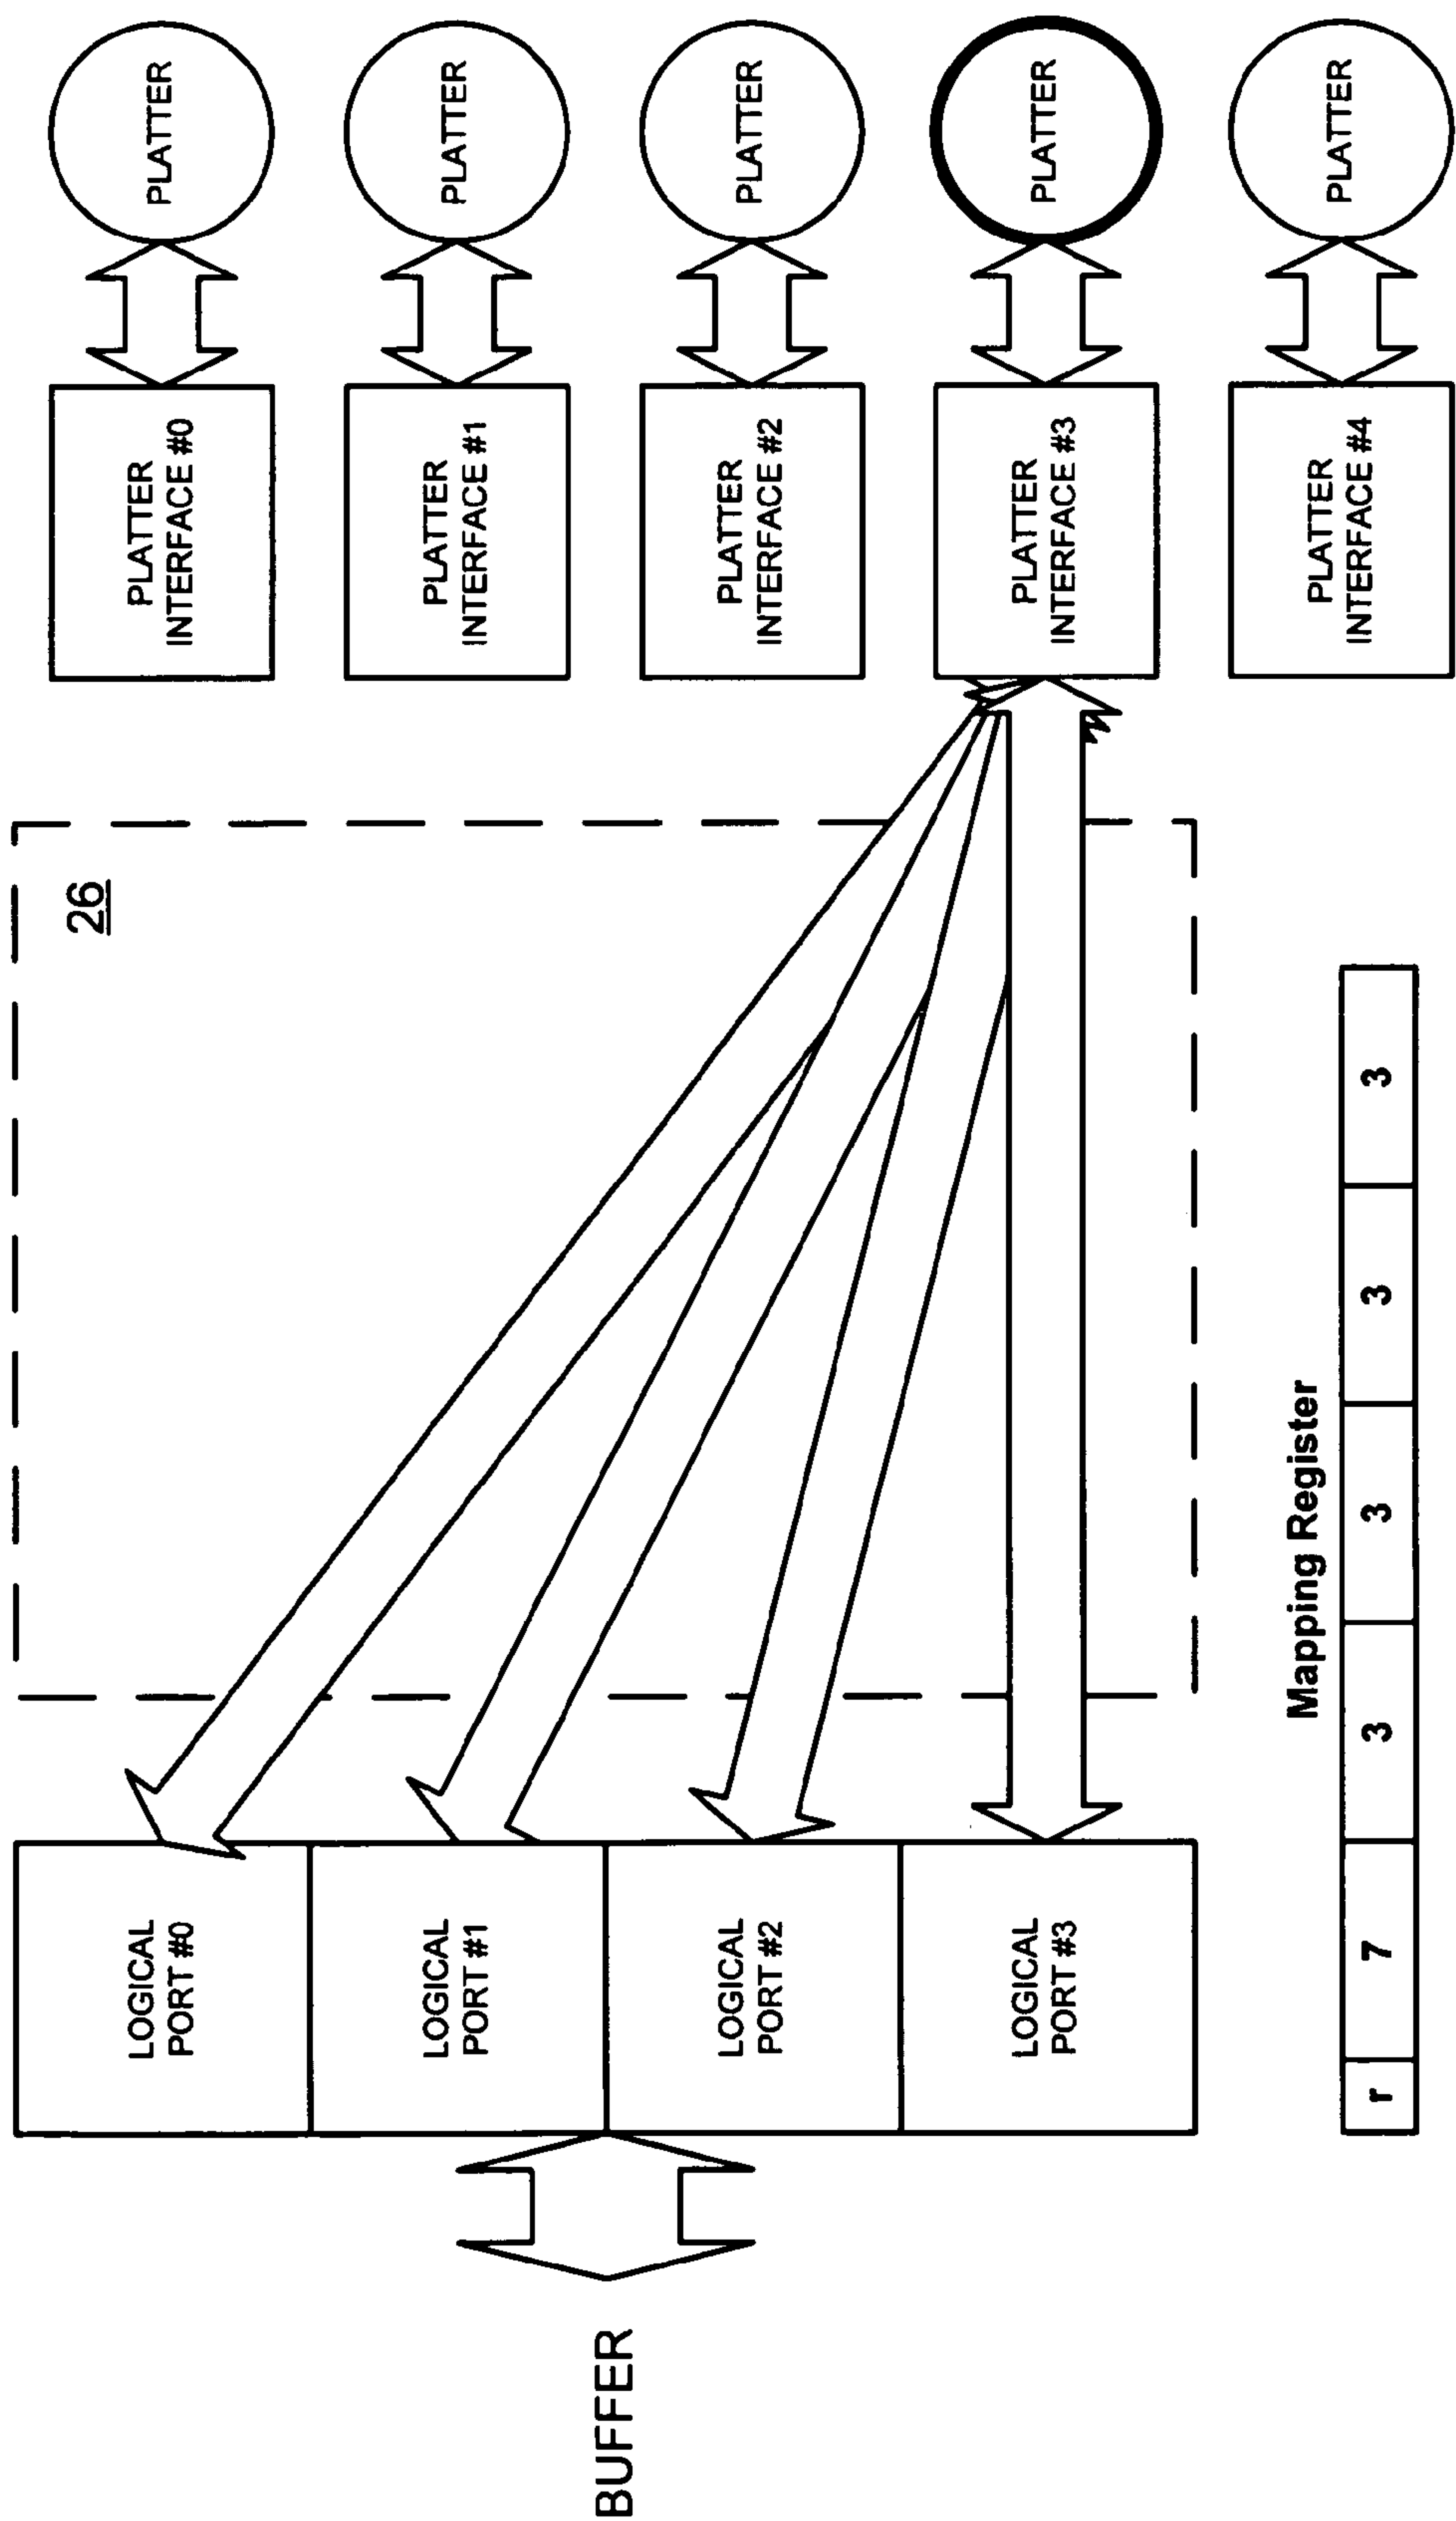 BUFFER
LOGICAL
PORT #0
LOGICAL
PORT #1
LOGICAL
PORT #2
LOGICAL
PORT #3
26
PLATTER
INTERFACE #0
PLATTER
INTERFACE #1
PLATTER
INTERFACE #2
PLATTER
INTERFACE #3
PLATTER
INTERFACE #4
PLATTER
PLATTER
PLATTER
PLATTER
PLATTER
Mapping Register
r 7 3 3 3 3